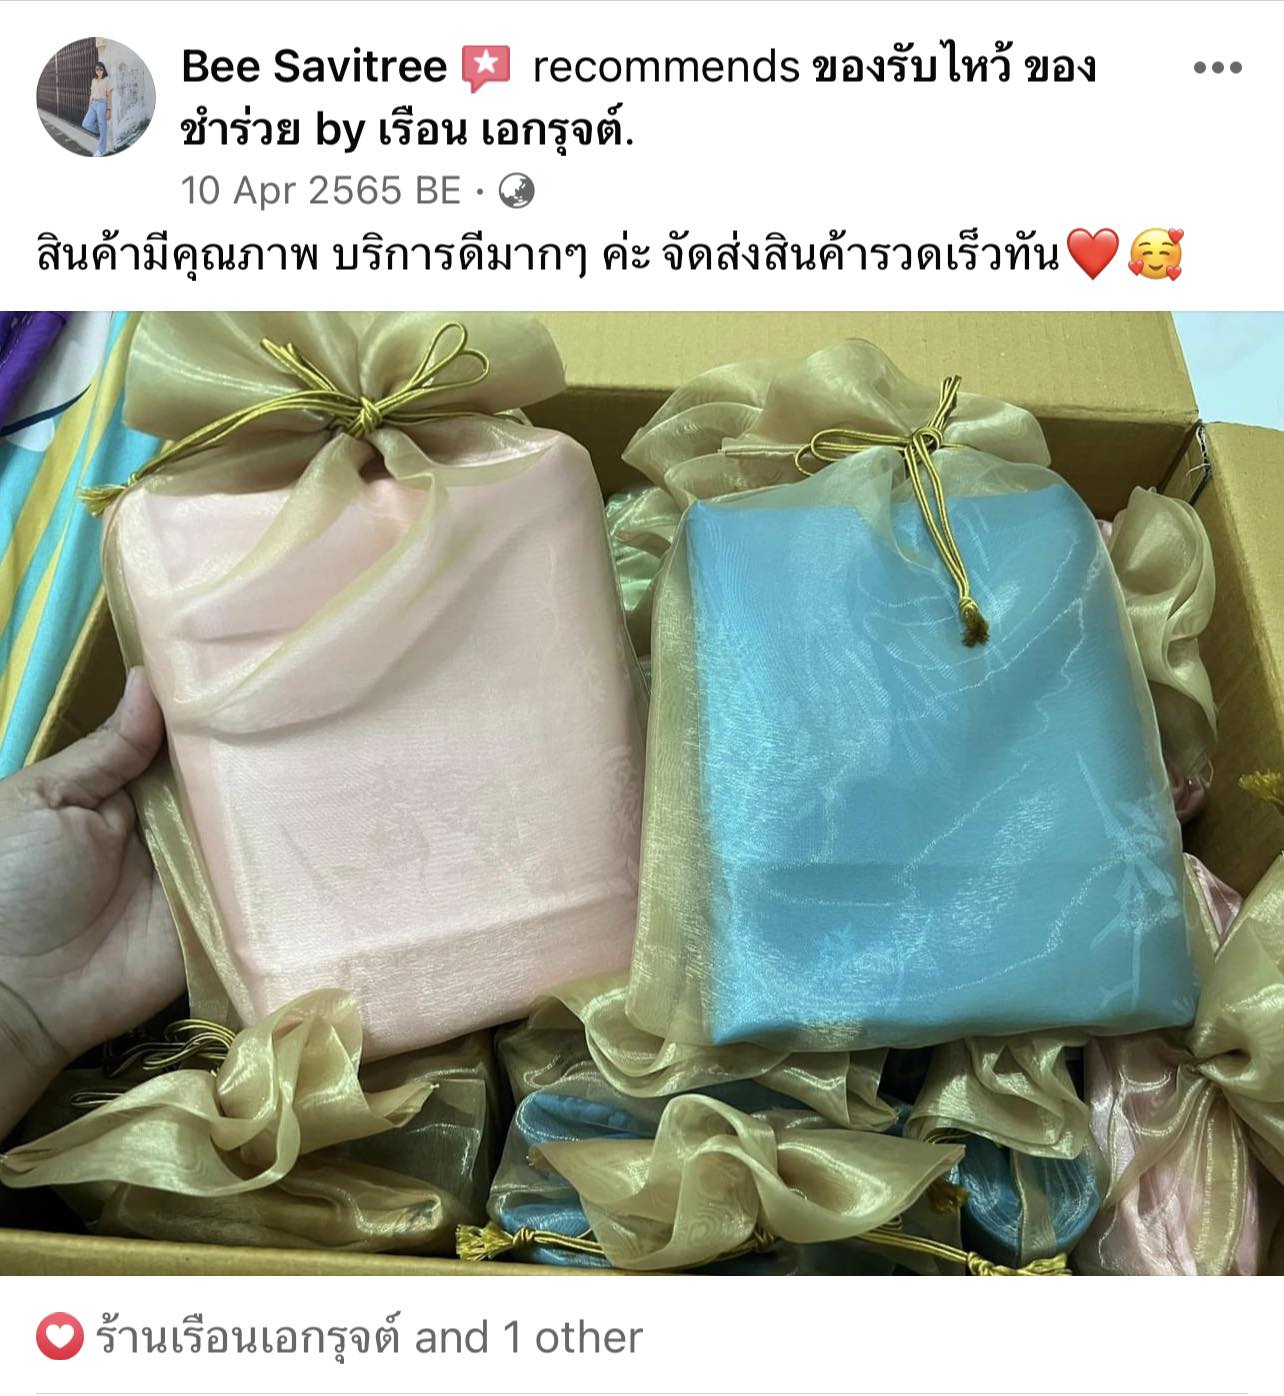 Bee Savitree recommends ของรับไหว้ ของ
ชำร่วย by เรือน เอกรุจต์.
10 Apr 2565 BE ·
สินค้ามีคุณภาพ บริการดีมากๆ ค่ะ จัดส่งสินค้ารวดเร็วทัน❤️🥰
ร้านเรือนเอกรุจต์ and 1 other